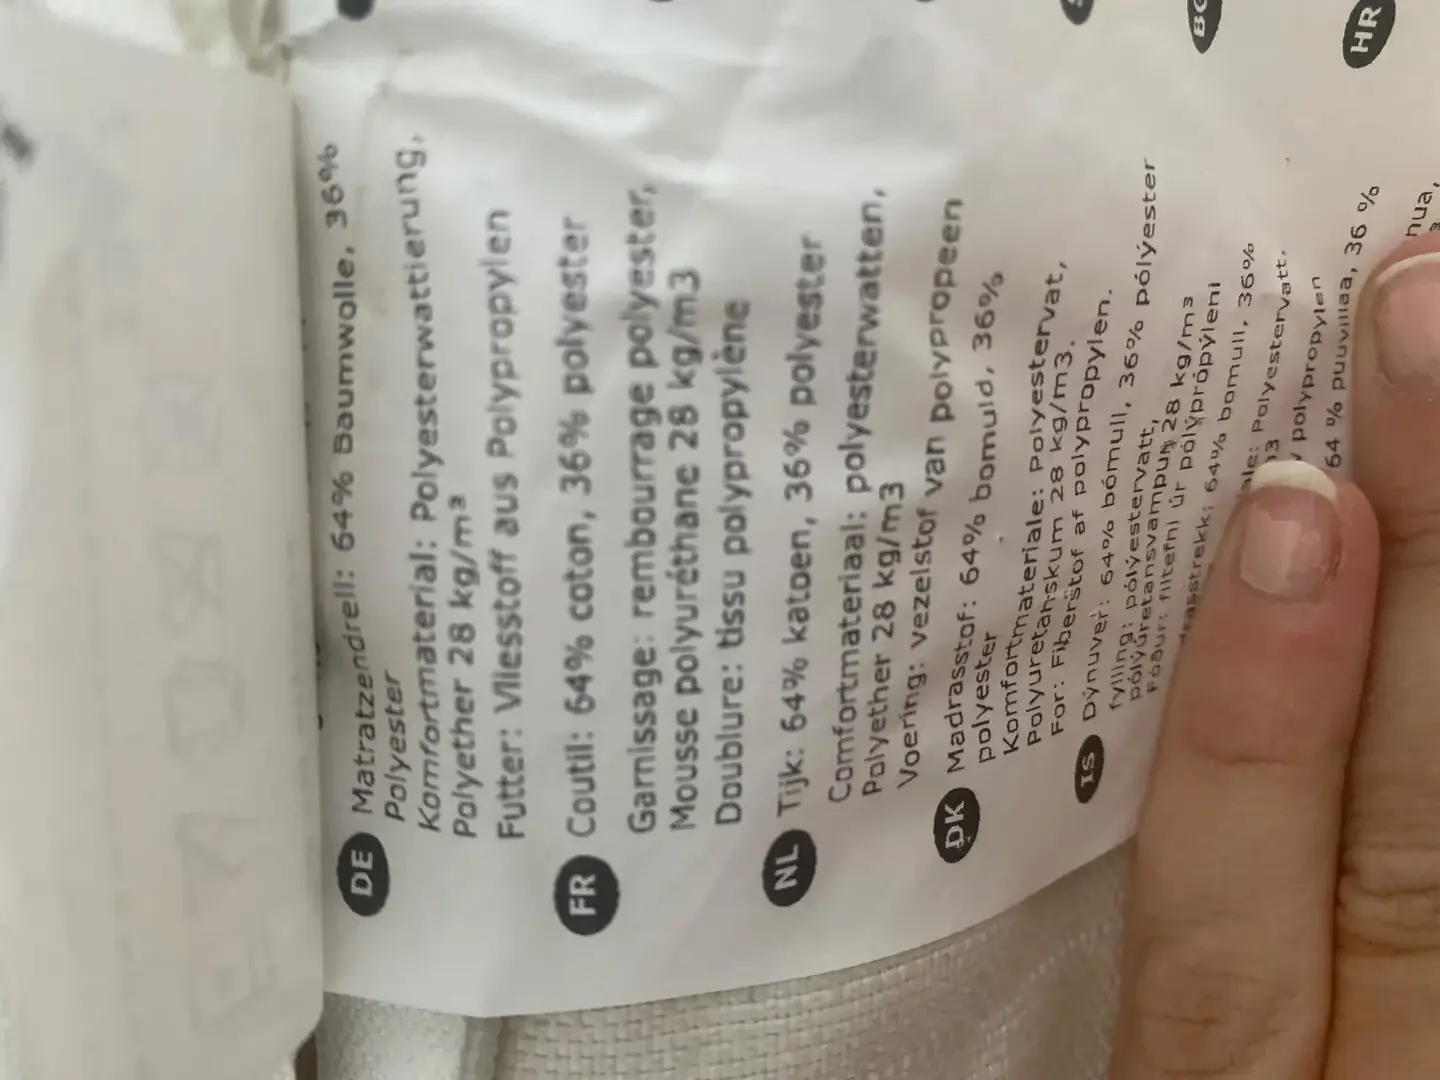 DE Matratzendrell: 64% Baumwolle, 36%
Polyester
Komfortmaterial: Polyesterwattierung,
Polyether 28 kg/m³
Futter: Vliesstoff aus Polypropylen
FR Coutil: 64% coton, 36% polyester
Garnissage: rembourrage polyester,
Mousse polyuréthane 28 kg/m3
Doublure: tissu polypropylène
NL Tijk: 64% katoen, 36% polyester
Comfortmateriaal: polyesterwatten,
Polyether 28 kg/m3
Voering: vezelstof van polypropeen
DK Madrasstof: 64% bomuld, 36%
polyester
Komfortmateriale: Polyestervat,
Polyuretanskum 28 kg/m3.
For: Fiberstof af polypropylen.
IS Dýnuver: 64% bómull, 36% pólýester
fylling: pólýestervatt,
pólýúretansvampur 28 kg/m³
Fóður: filtefni úr pólýprópýleni
64% bomull, 36%
Polyestervatt.
polypropylen
64 % puuvillaa, 36 %
HR